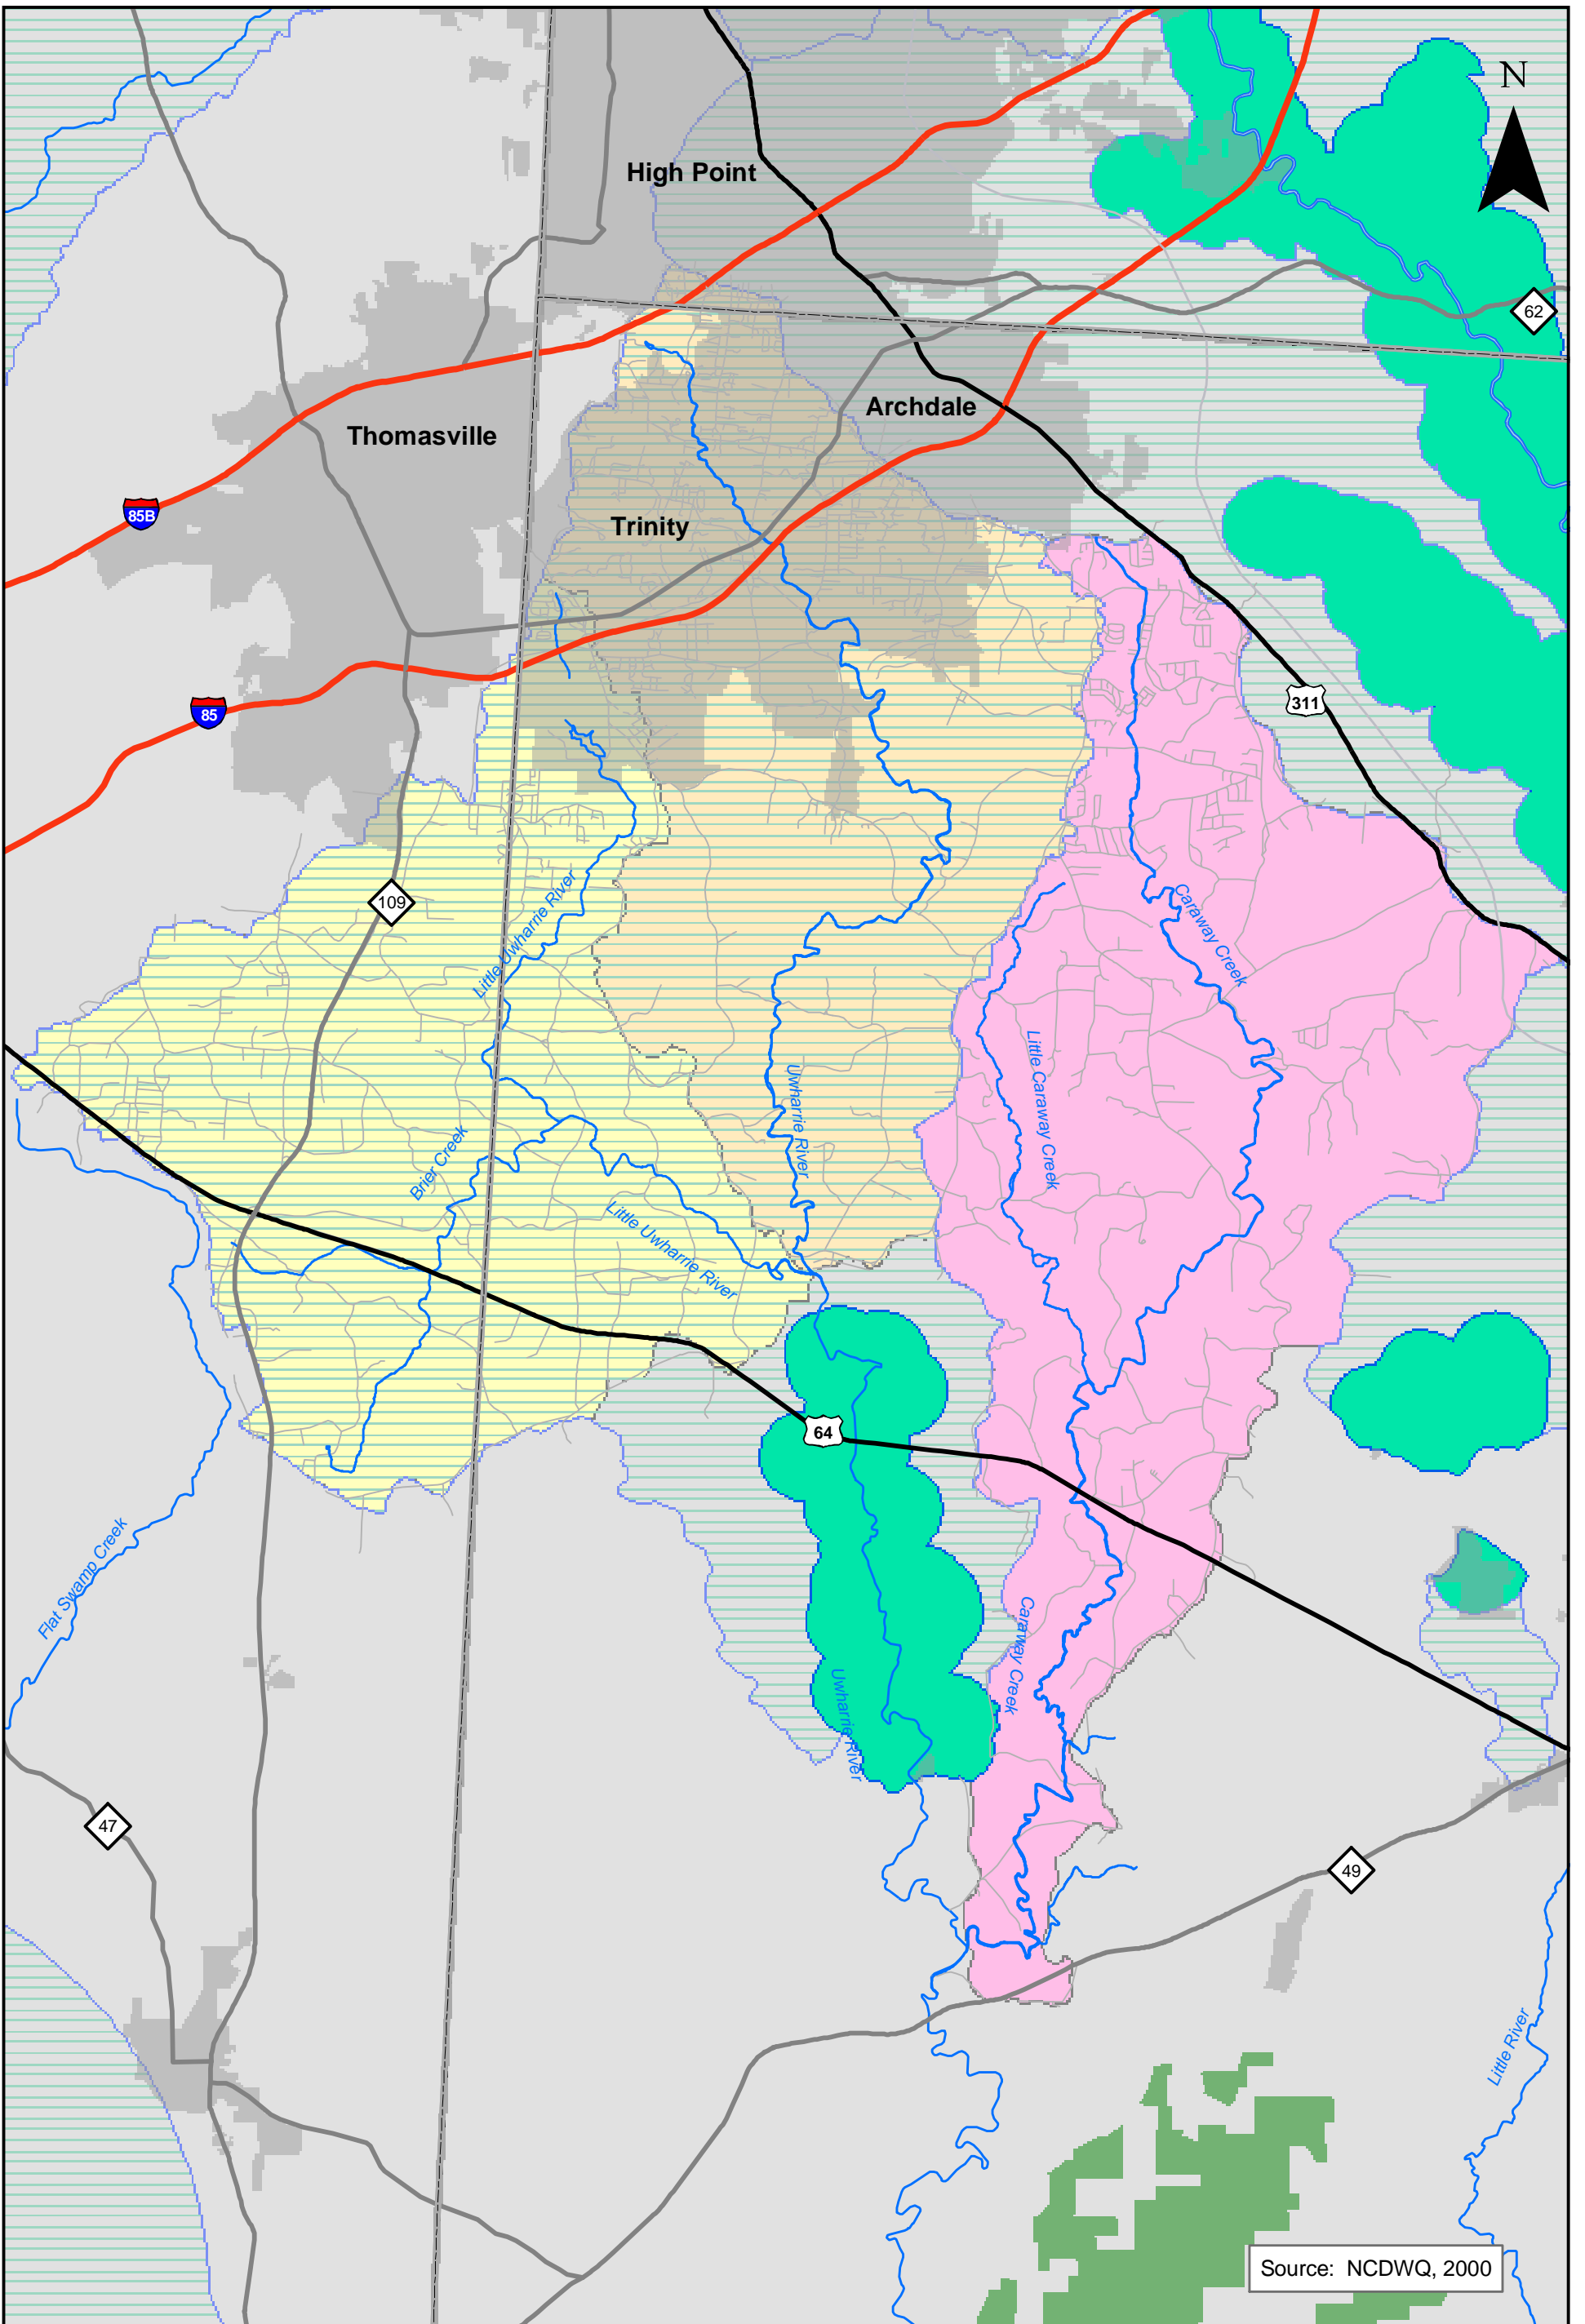 N
High Point
62
Archdale
Thomasville
85B
Trinity
311
85
109
Little Uwharrie River
Caraway Creek
Little Caraway Creek
Uwharrie River
Brier Creek
Little Uwharrie River
64
Flat Swamp Creek
Caraway Creek
Uwharrie River
47
49
Little River
Source: NCDWQ, 2000